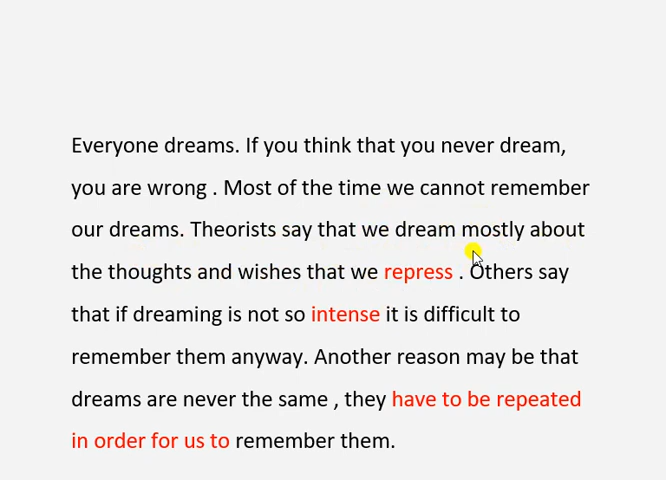 Everyone dreams. If you think that you never dream,
you are wrong . Most of the time we cannot remember
our dreams. Theorists say that we dream mostly about
the thoughts and wishes that we repress . Others say
that if dreaming is not so intense it is difficult to
remember them anyway. Another reason may be that
dreams are never the same , they have to be repeated
in order for us to remember them.